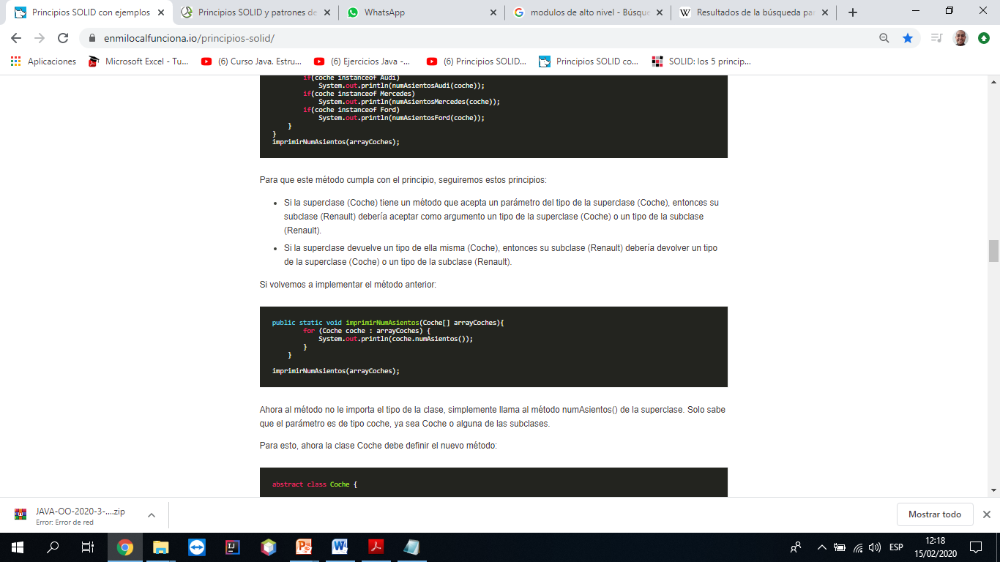 Principios SOLID con ejemplos
Principios SOLID y patrones de
WhatsApp
modulos de alto nivel - Búsque
Resultados de la búsqueda par
enmilocalfunciona.io/principios-solid/
Aplicaciones
Microsoft Excel - Tu...
(6) Curso Java. Estru...
(6) Ejercicios Java -...
(6) Principios SOLID...
Principios SOLID co...
SOLID: los 5 princip...
if(coche instanceof Audi)
System.out.println(numAsientosAudi(coche));
if(coche instanceof Mercedes)
System.out.println(numAsientosMercedes(coche));
if(coche instanceof Ford)
System.out.println(numAsientosFord(coche));
}
}
imprimirNumAsientos(arrayCoches);
Para que este método cumpla con el principio, seguiremos estos principios:
• Si la superclase (Coche) tiene un método que acepta un parámetro del tipo de la superclase (Coche), entonces su
subclase (Renault) debería aceptar como argumento un tipo de la superclase (Coche) o un tipo de la subclase
(Renault).
• Si la superclase devuelve un tipo de ella misma (Coche), entonces su subclase (Renault) debería devolver un tipo
de la superclase (Coche) o un tipo de la subclase (Renault).
Si volvemos a implementar el método anterior:
public static void imprimirNumAsientos(Coche[] arrayCoches){
for (Coche coche : arrayCoches) {
System.out.println(coche.numAsientos());
}
}
imprimirNumAsientos(arrayCoches);
Ahora al método no le importa el tipo de la clase, simplemente llama al método numAsientos() de la superclase. Solo sabe
que el parámetro es de tipo coche, ya sea Coche o alguna de las subclases.
Para esto, ahora la clase Coche debe definir el nuevo método:
abstract class Coche {
JAVA-OO-2020-3-....zip
Error: Error de red
Mostrar todo
ESP
12:18
15/02/2020